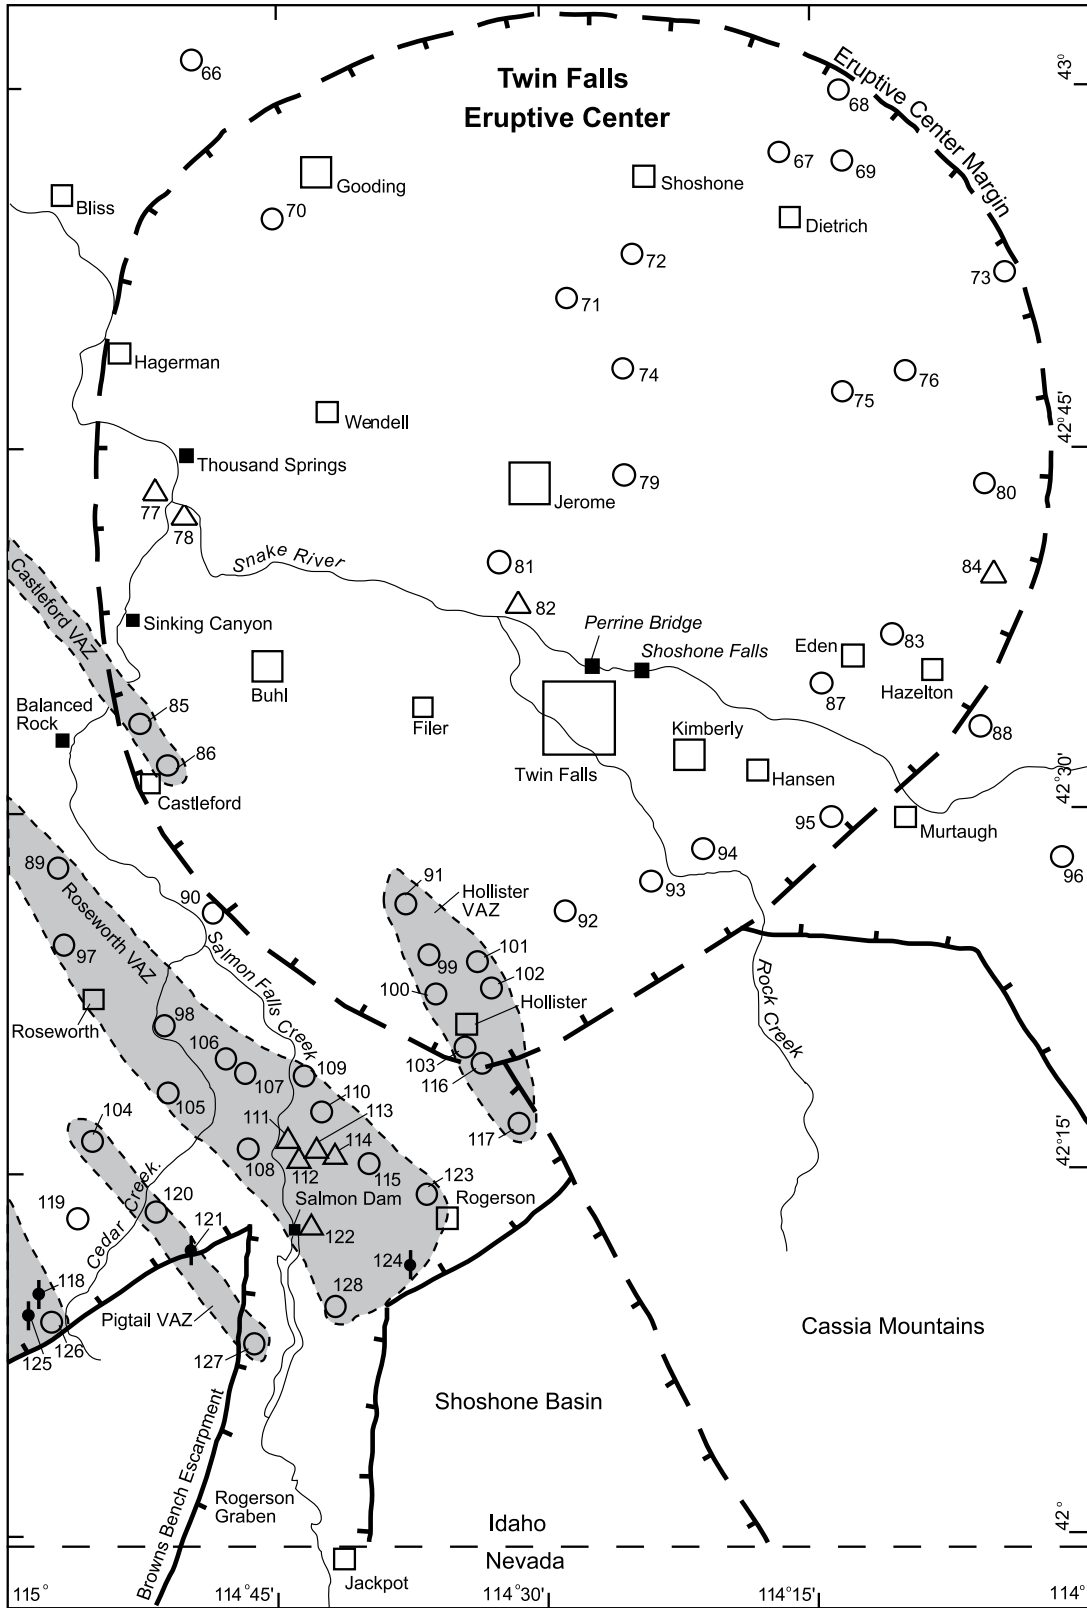 66
Twin Falls
Eruptive Center
Eruptive Center Margin
43°
68
67
69
Gooding
Shoshone
Bliss
70
Dietrich
72
73
71
Hagerman
74
76
75
42°45'
Wendell
Thousand Springs
79
80
Jerome
77
78
Snake River
81
84
82
Castleford VAZ
Sinking Canyon
Perrine Bridge
Shoshone Falls
Eden
83
Buhl
87
Hazelton
Balanced
Rock
85
Filer
Kimberly
88
86
Twin Falls
Hansen
Castleford
42°30'
95
Murtaugh
94
89
Roseworth VAZ
91
Hollister
VAZ
96
90
93
92
97
Salmon Falls Creek
99
101
102
100
Hollister
Rock Creek
Roseworth
98
106
107
109
103
116
105
110
104
111
113
117
42°15'
108
112
114
115
123
119
120
Salmon Dam
Rogerson
Cedar Creek.
121
122
124
118
128
Pigtail VAZ
125
126
127
Cassia Mountains
Browns Bench Escarpment
Shoshone Basin
Rogerson
Graben
Idaho
42°
Nevada
Jackpot
115°
114°45'
114°30'
114°15'
114°